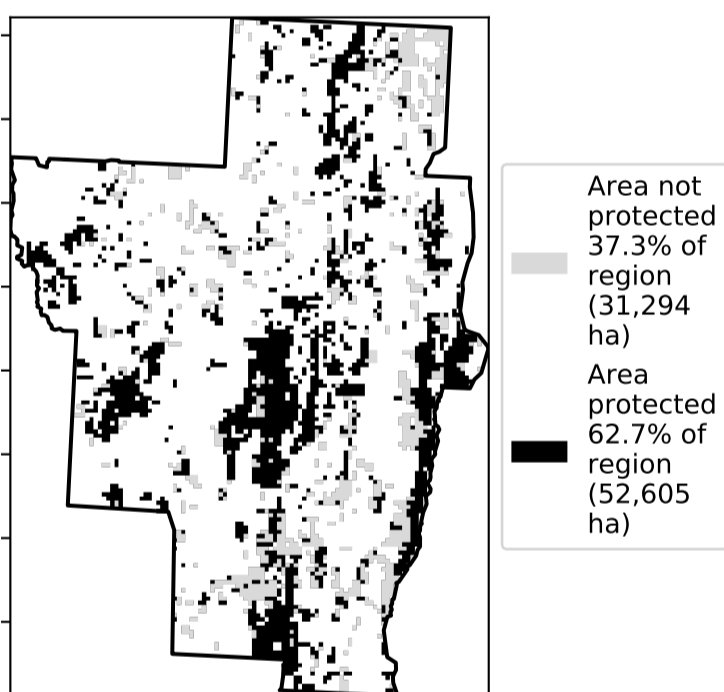 Area not
protected
37.3% of
region
(31,294
ha)
Area
protected
62.7% of
region
(52,605
ha)